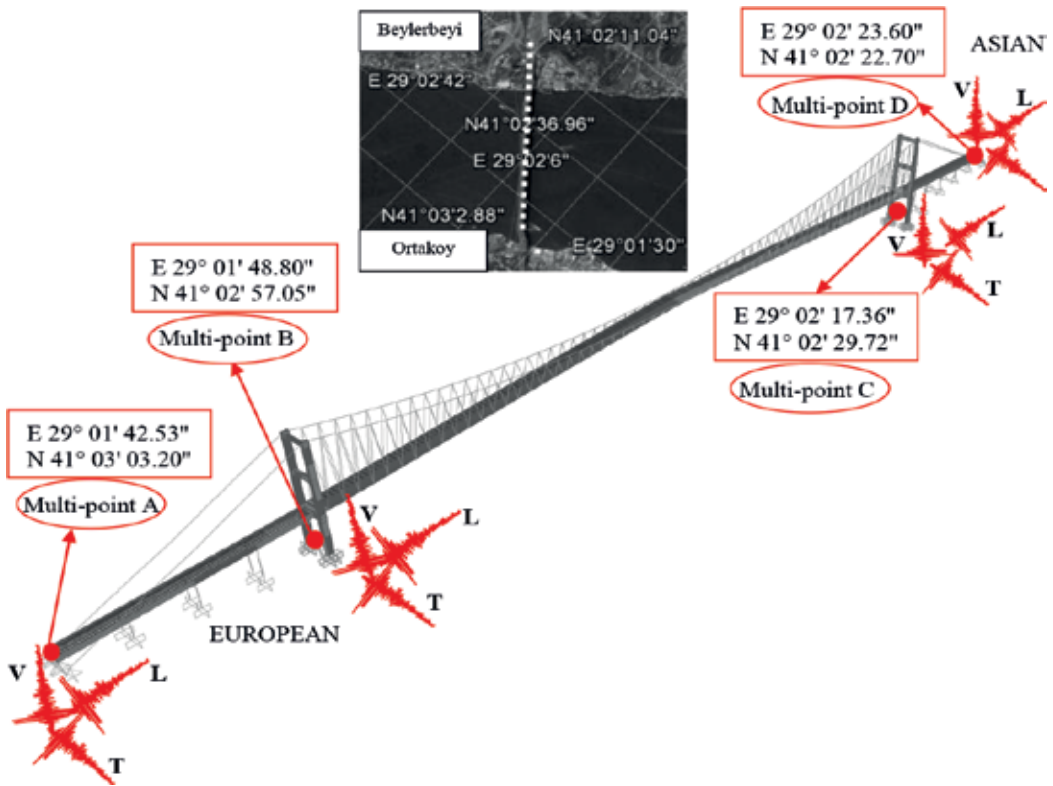 Beylerbeyi
N41°02'11.04"
E 29°02'42"
N41°02'36.96"
E 29°02'6"
N41°03'2.88"
E 29°01'30"
Ortakoy
E 29° 02' 23.60"
N 41° 02' 22.70"
ASIAN
Multi-point D
V
L
E 29° 01' 48.80"
N 41° 02' 57.05"
Multi-point B
V
L
T
E 29° 02' 17.36"
N 41° 02' 29.72"
Multi-point C
E 29° 01' 42.53"
N 41° 03' 03.20"
Multi-point A
V
L
T
EUROPEAN
V
L
T